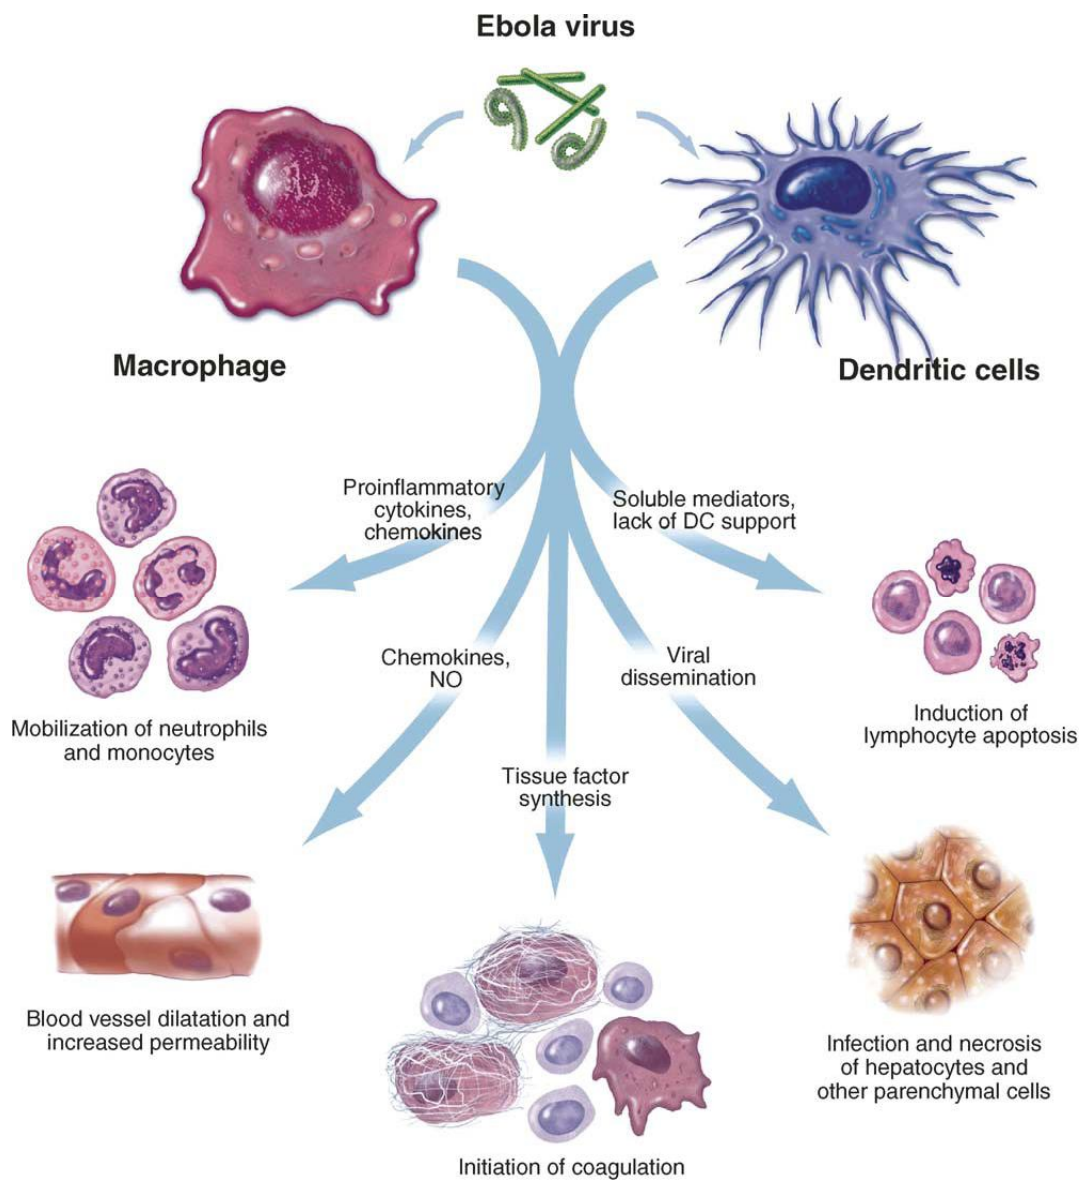 Ebola virus
Macrophage
Dendritic cells
Proinflammatory
cytokines,
chemokines
Soluble mediators,
lack of DC support
Chemokines,
NO
Viral
dissemination
Mobilization of neutrophils
and monocytes
Induction of
lymphocyte apoptosis
Tissue factor
synthesis
Blood vessel dilatation and
increased permeability
Infection and necrosis
of hepatocytes and
other parenchymal cells
Initiation of coagulation